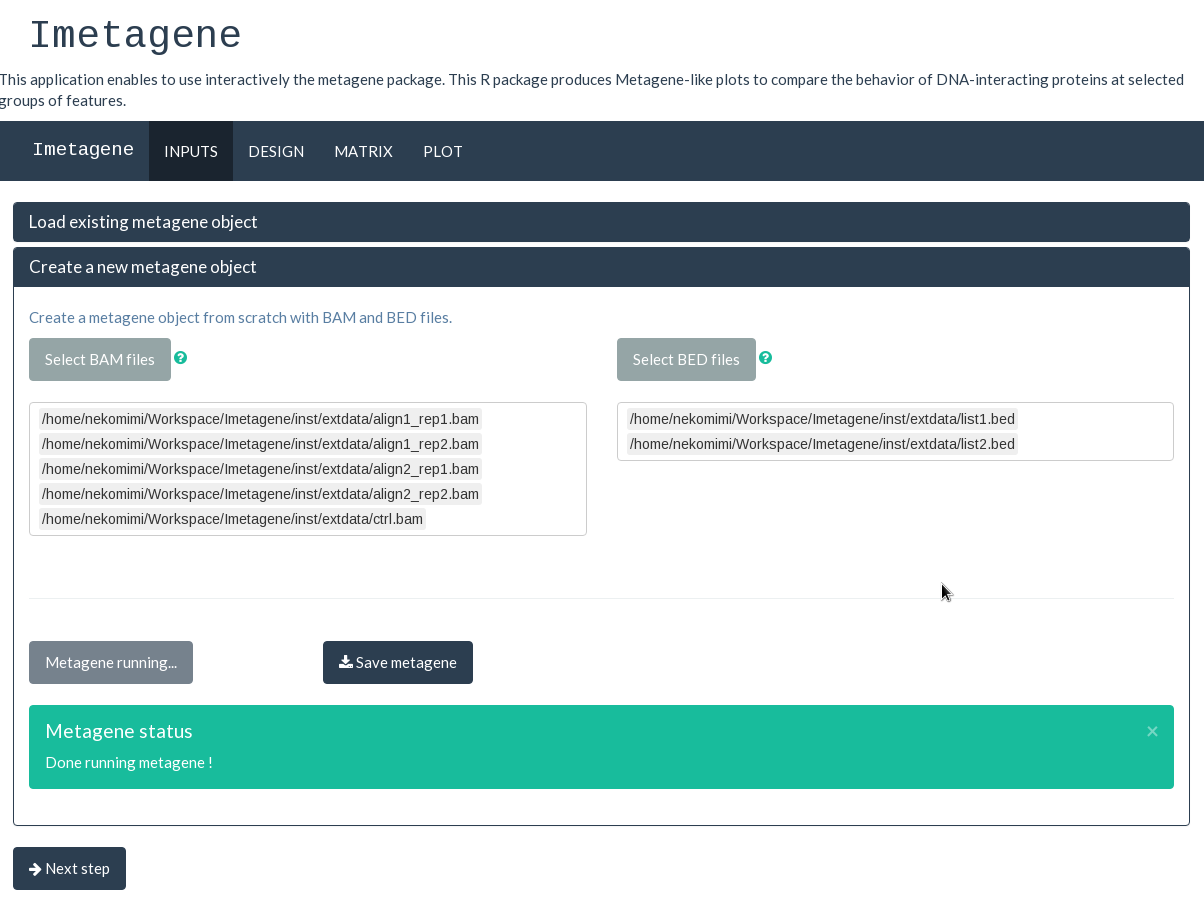 Imetagene
This application enables to use interactively the metagene package. This R package produces Metagene-like plots to compare the behavior of DNA-interacting proteins at selected
groups of features.
Imetagene INPUTS DESIGN MATRIX PLOT
Load existing metagene object
Create a new metagene object
Create a metagene object from scratch with BAM and BED files.
Select BAM files
/home/nekomimi/Workspace/Imetagene/inst/extdata/align1_rep1.bam
/home/nekomimi/Workspace/Imetagene/inst/extdata/align1_rep2.bam
/home/nekomimi/Workspace/Imetagene/inst/extdata/align2_rep1.bam
/home/nekomimi/Workspace/Imetagene/inst/extdata/align2_rep2.bam
/home/nekomimi/Workspace/Imetagene/inst/extdata/ctrl.bam
Select BED files
/home/nekomimi/Workspace/Imetagene/inst/extdata/list1.bed
/home/nekomimi/Workspace/Imetagene/inst/extdata/list2.bed
Metagene running...
Save metagene
Metagene status
×
Done running metagene !
Next step